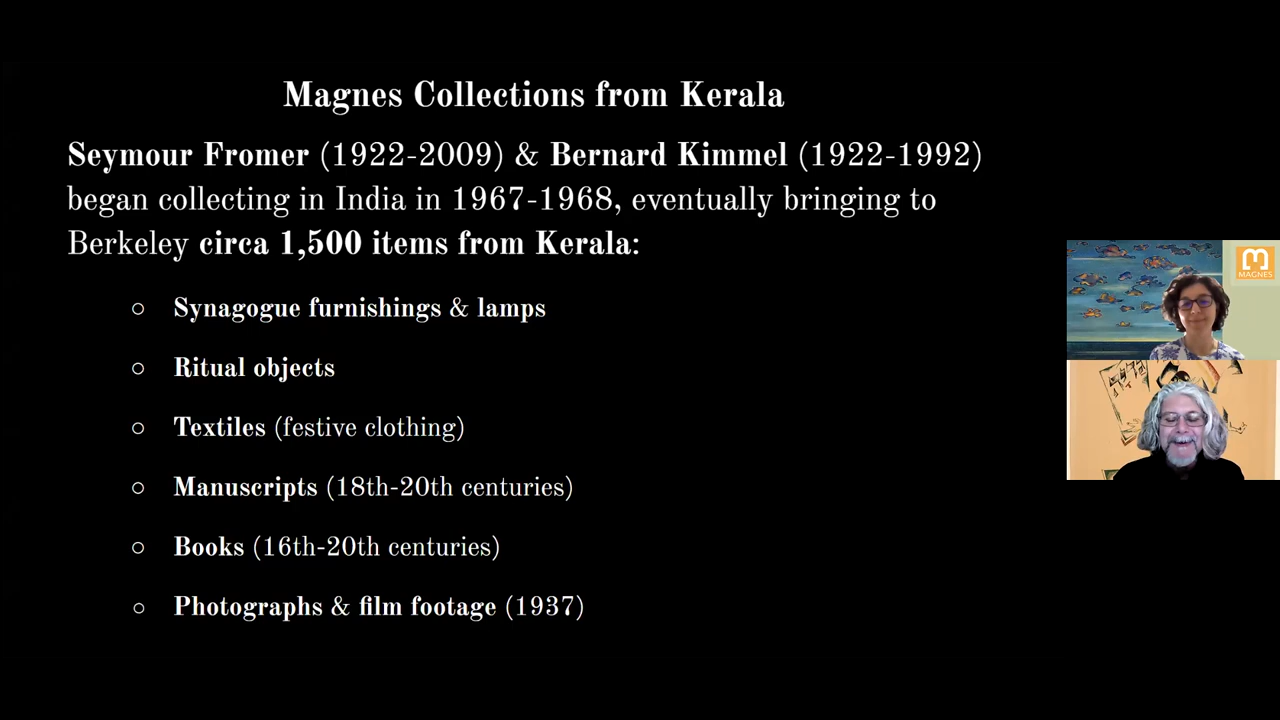 Magnes Collections from Kerala
Seymour Fromer (1922-2009) & Bernard Kimmel (1922-1992)
began collecting in India in 1967-1968, eventually bringing to
Berkeley circa 1,500 items from Kerala:
○ Synagogue furnishings & lamps
○ Ritual objects
○ Textiles (festive clothing)
○ Manuscripts (18th-20th centuries)
○ Books (16th-20th centuries)
○ Photographs & film footage (1937)
MAGNES